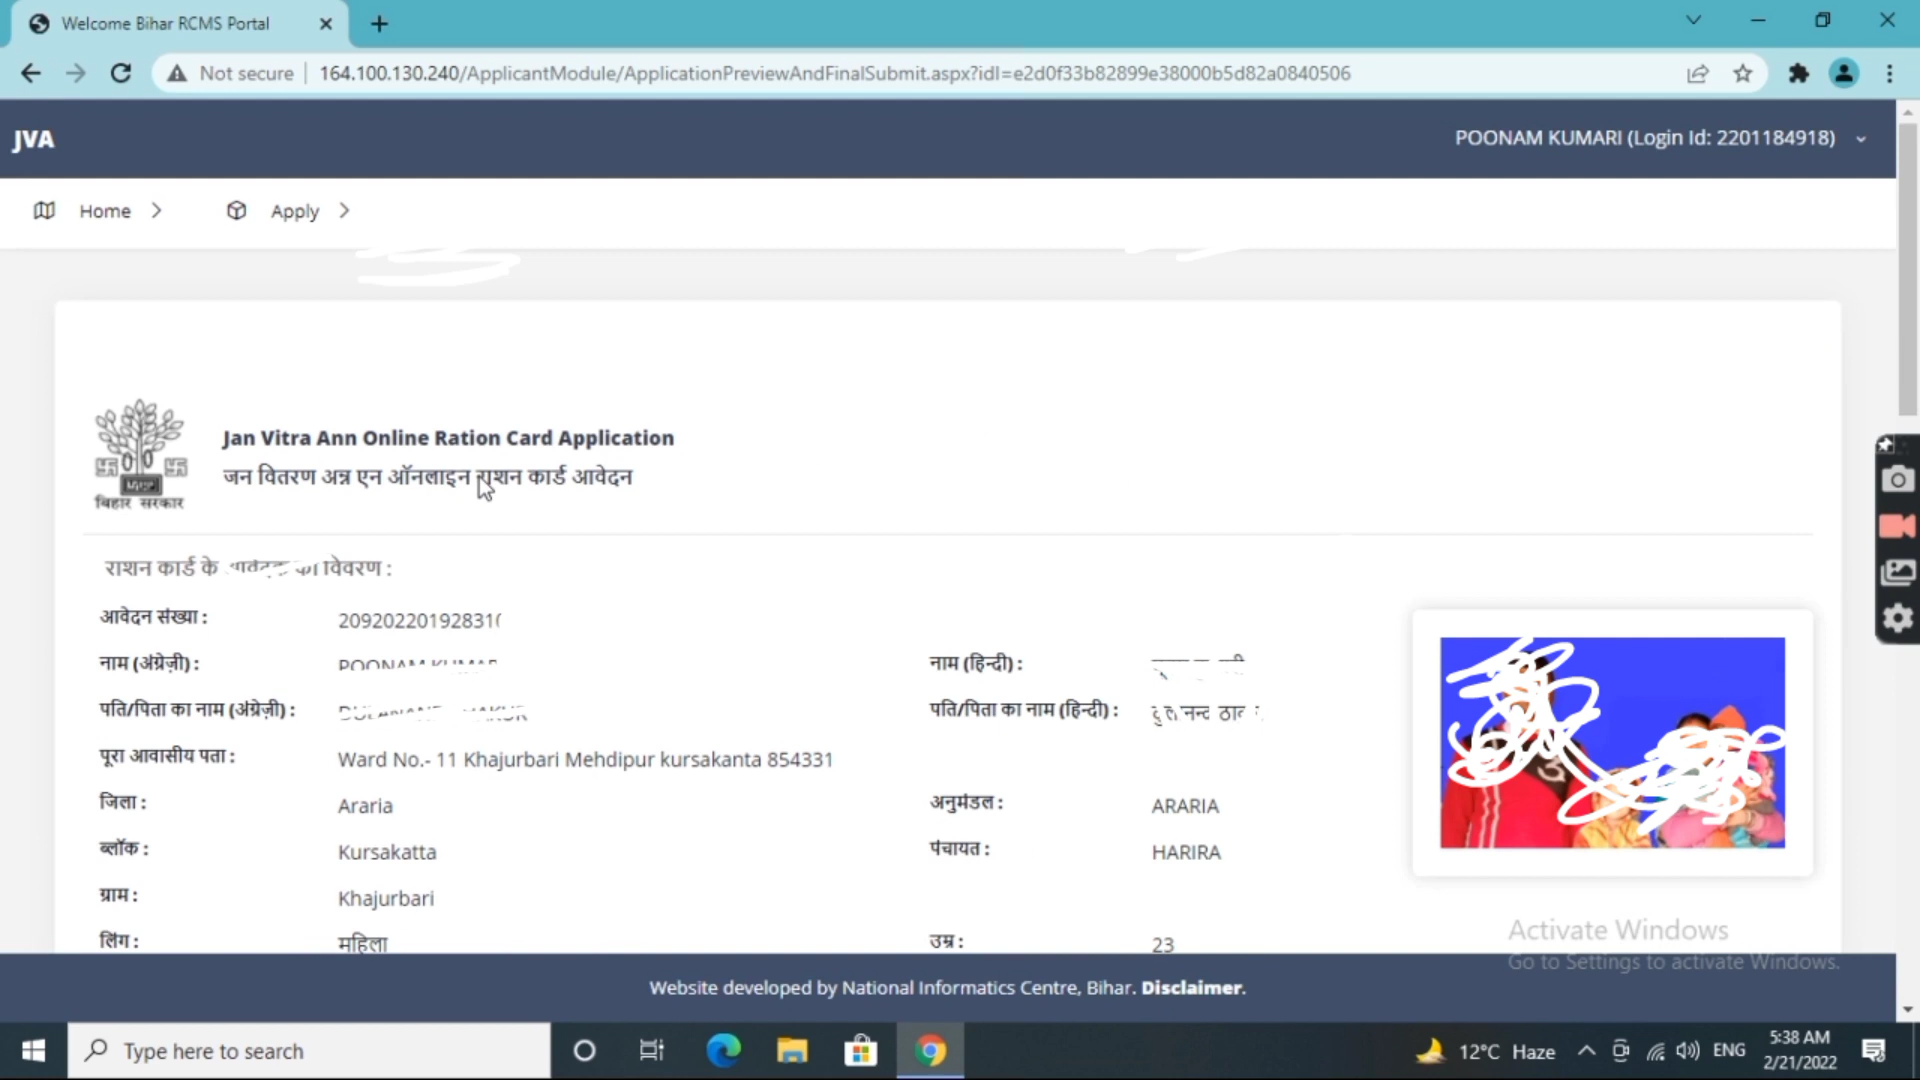 Welcome Bihar RCMS Portal
Not secure
164.100.130.240/ApplicantModule/ApplicationPreviewAndFinalSubmit.aspx?idl=e2d0f33b82899e38000b5d82a0840506
JVA
POONAM KUMARI (Login Id: 2201184918)
Home
Apply
Jan Vitra Ann Online Ration Card Application
जन वितरण अन्न एन ऑनलाइन राशन कार्ड आवेदन
बिहार सरकार
राशन कार्ड के विवरण :
आवेदन संख्या :
नाम (अंग्रेज़ी) : POONAM नाम (हिन्दी) :
पति/पिता का नाम (अंग्रेज़ी) : पति/पिता का नाम (हिन्दी) :
पूरा आवासीय पता : Ward No.- 11 Khajurbari Mehdipur kursakanta 854331
जिला : Araria अनुमंडल : ARARIA
ब्लॉक : Kursakatta पंचायत : HARIRA
ग्राम : Khajurbari
लिंग : महिला उम्र : 23
Activate Windows
Go to Settings to activate Windows.
Website developed by National Informatics Centre, Bihar. Disclaimer.
Type here to search
12°C Haze
ENG
5:38 AM
2/21/2022